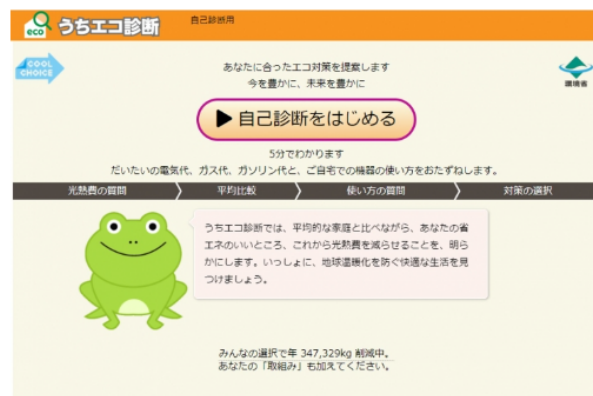 eco うちエコ診断 自己診断用
COOL CHOICE
環境省
あなたに合ったエコ対策を提案します
今を豊かに、未来を豊かに
▶ 自己診断をはじめる
5分でわかります
だいたいの電気代、ガス代、ガソリン代と、ご自宅での機器の使い方をおたずねします。
光熱費の質問 〉 平均比較 〉 使い方の質問 〉 対策の選択
うちエコ診断では、平均的な家庭と比べながら、あなたの省
エネのいいところ、これから光熱費を減らせることを、明ら
かにします。いっしょに、地球温暖化を防ぐ快適な生活を見
つけましょう。
みんなの選択で年 347,329kg 削減中。
あなたの「取組み」も加えてください。